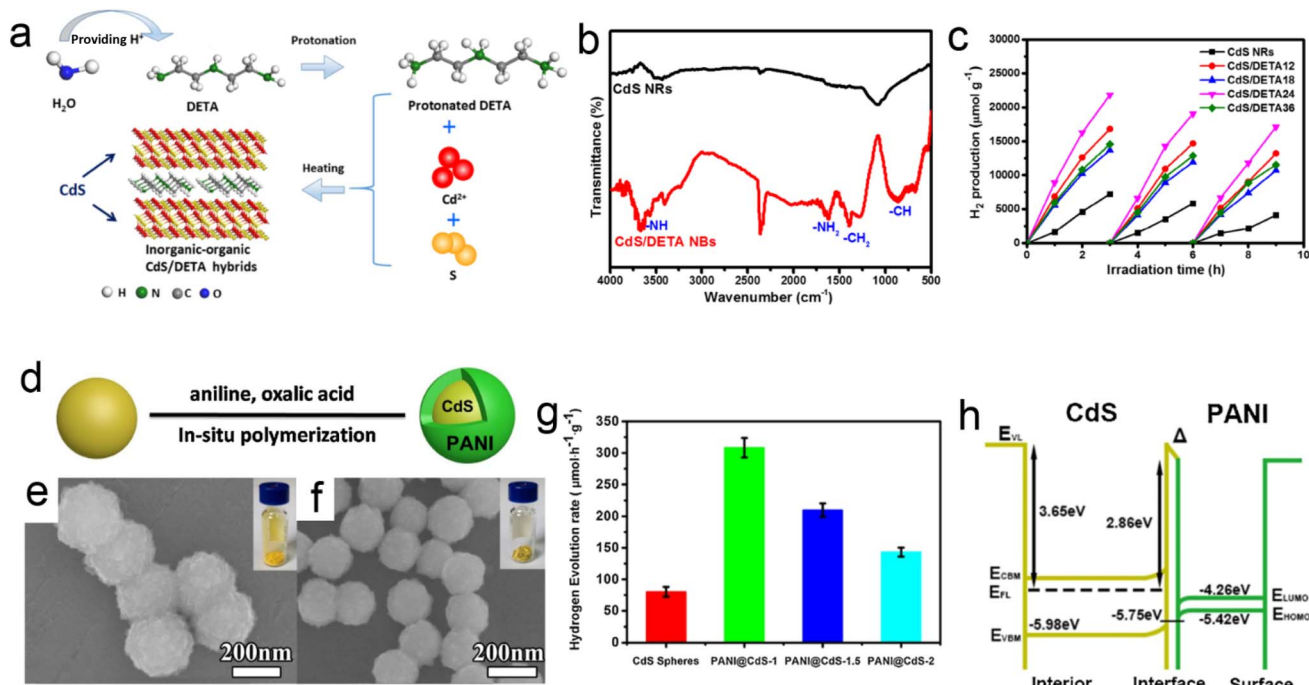 a
Providing H⁺
H₂O
DETA
Protonation
Protonated DETA
+
Cd²⁺
+
S
Heating
CdS
Inorganic-organic
CdS/DETA hybrids
H N C O
b
Transmittance (%)
CdS NRs
-NH
-NH₂
-CH₂
-CH
CdS/DETA NBs
4000 3500 3000 2500 2000 1500 1000 500
Wavenumber (cm⁻¹)
c
H₂ production (μmol g⁻¹)
30000
25000
20000
15000
10000
5000
0
CdS NRs
CdS/DETA12
CdS/DETA18
CdS/DETA24
CdS/DETA36
0 2 4 6 8 10
Irradiation time (h)
d
aniline, oxalic acid
In-situ polymerization
CdS
PANI
e
200nm
f
200nm
g
Hydrogen Evolution rate ( μmol·h⁻¹·g⁻¹)
350
300
250
200
150
100
50
0
CdS Spheres PANI@CdS-1 PANI@CdS-1.5 PANI@CdS-2
h
CdS PANI
EVL
Δ
3.65eV
2.86eV
ECBM
EFL
-4.26eV
ELUMO
-5.75eV
-5.42eV
EHOMO
-5.98eV
EVBM
Interior Interface Surface